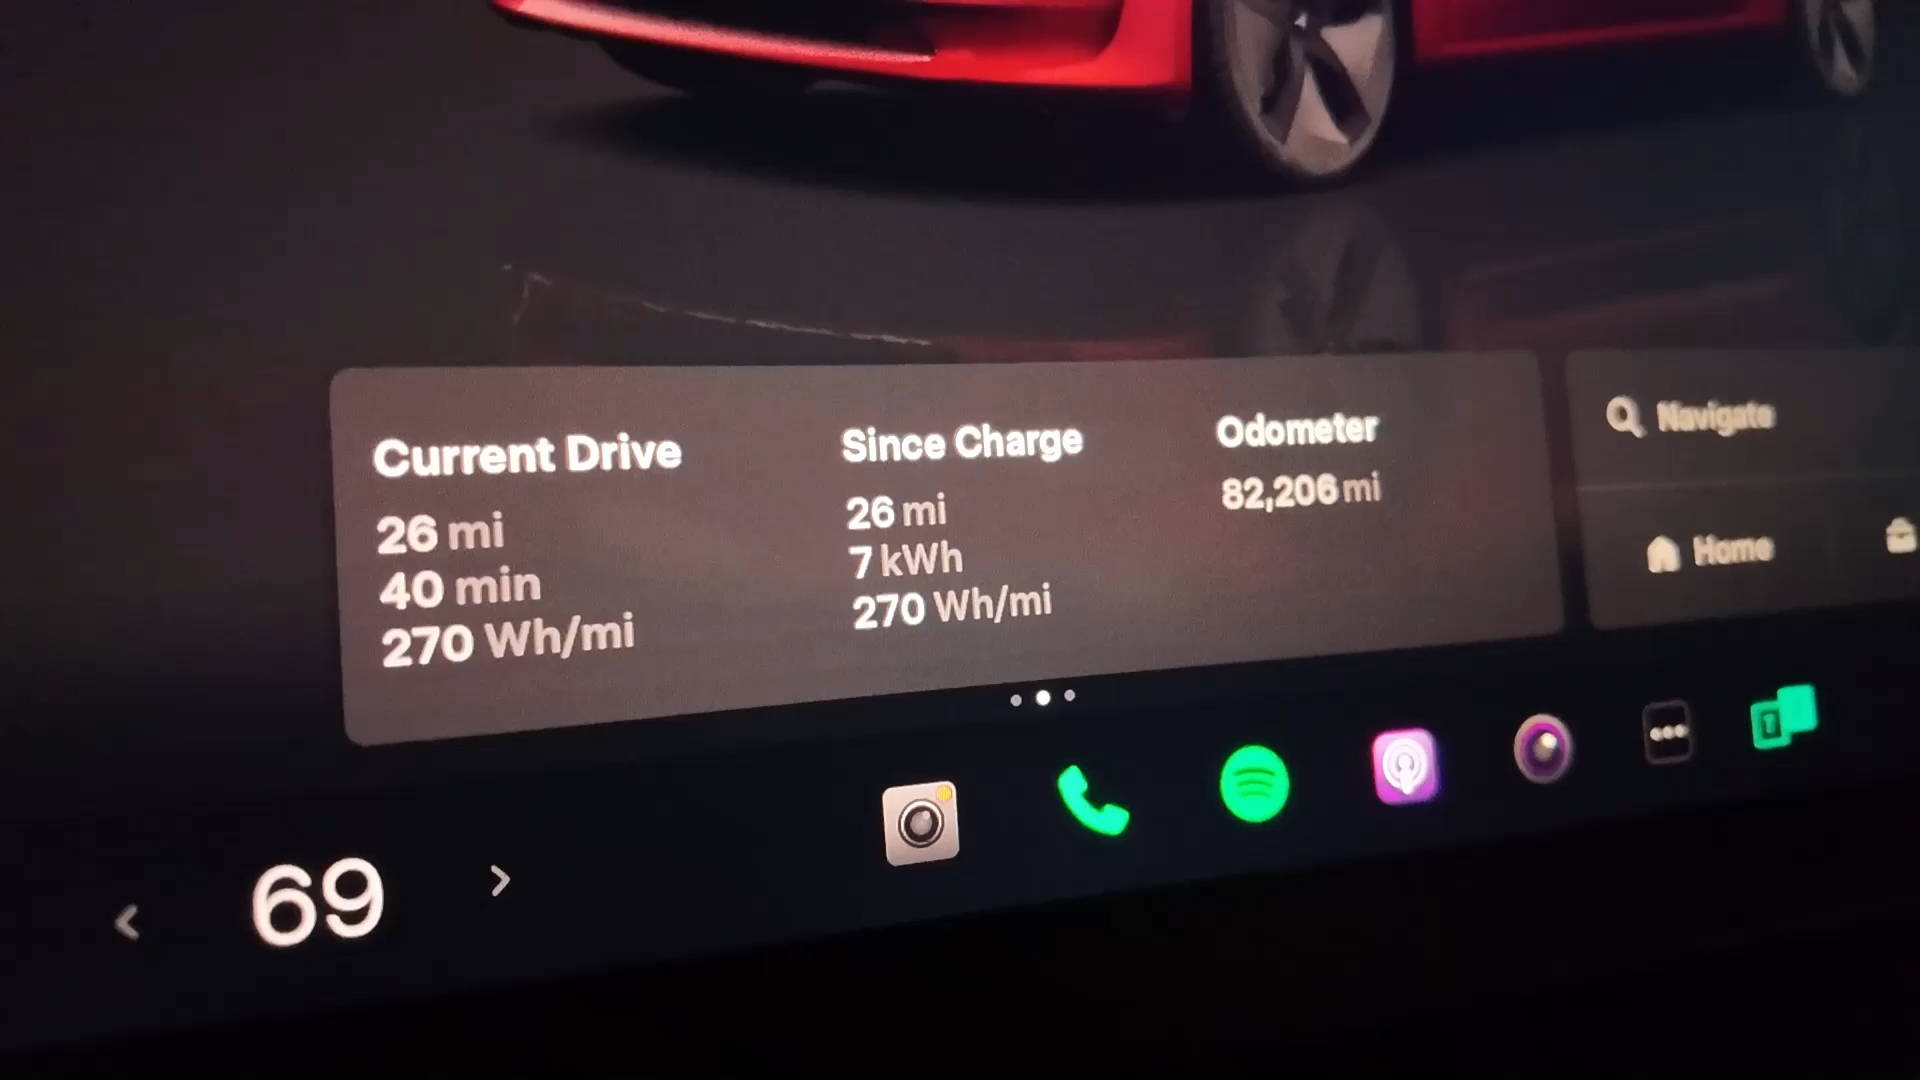 Current Drive
26 mi
40 min
270 Wh/mi
Since Charge
26 mi
7 kWh
270 Wh/mi
Odometer
82,206 mi
Navigate
Home
69